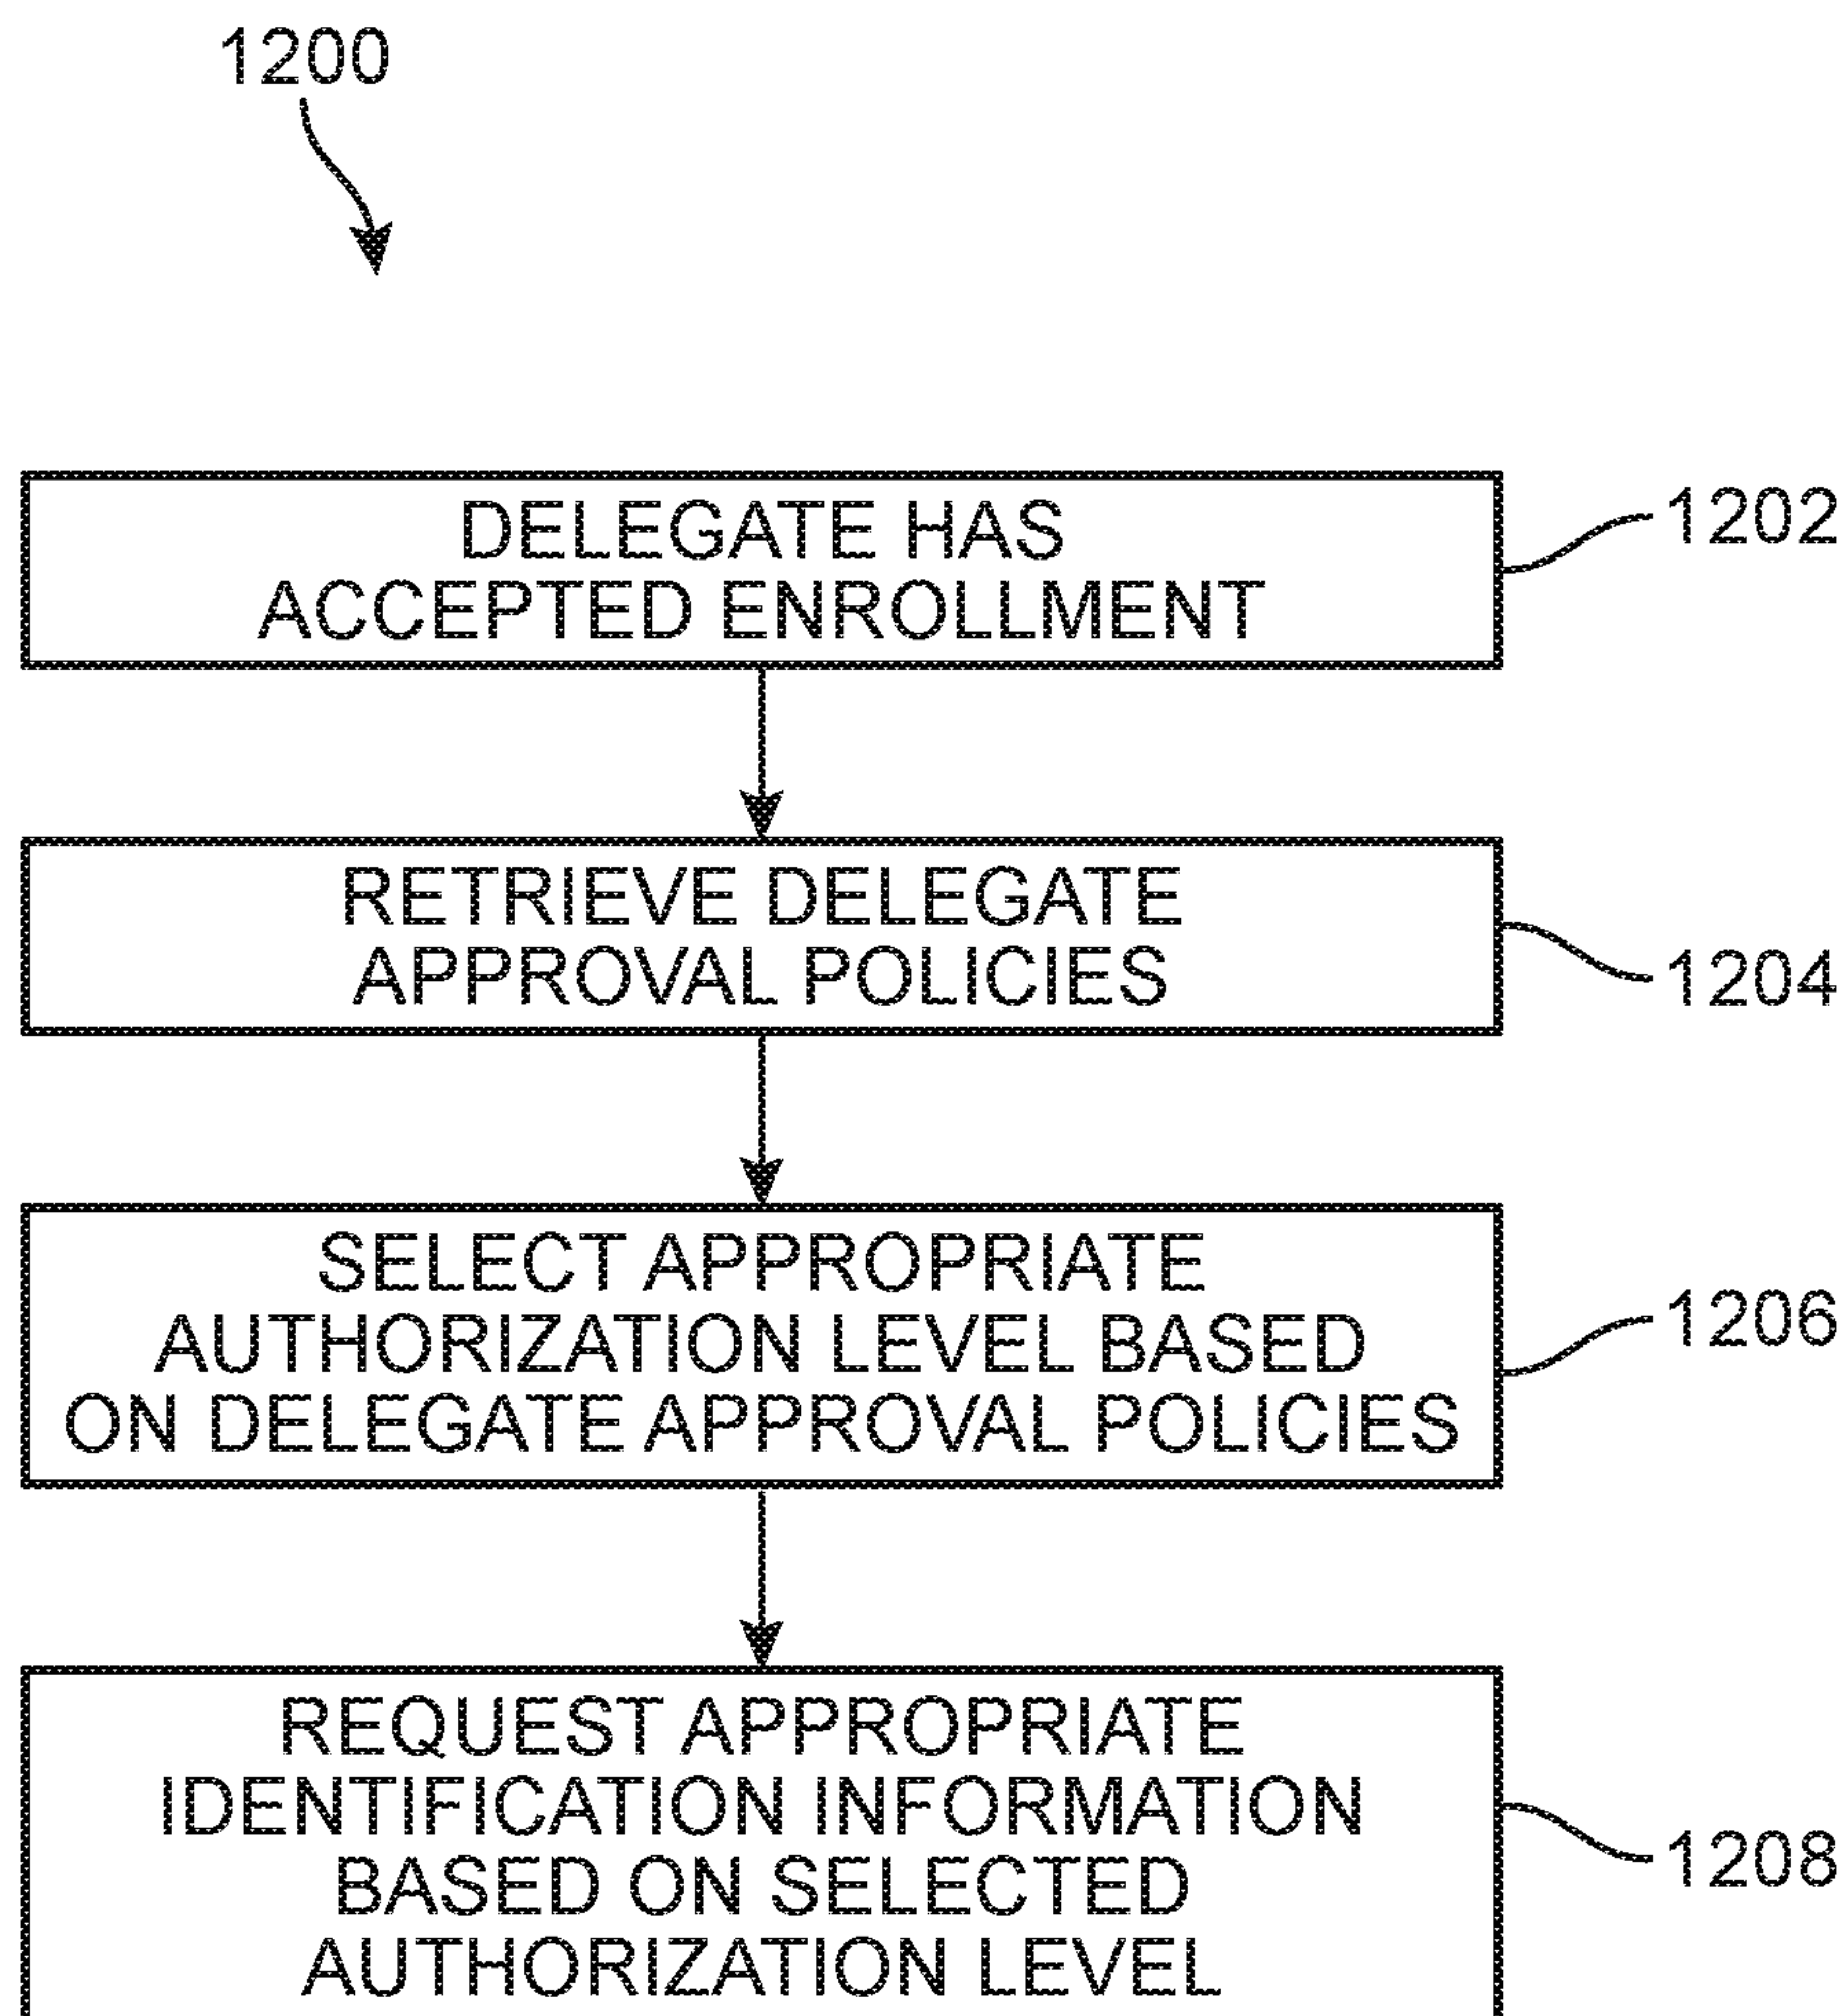 1200
DELEGATE HAS
ACCEPTED ENROLLMENT
1202
RETRIEVE DELEGATE
APPROVAL POLICIES
1204
SELECT APPROPRIATE
AUTHORIZATION LEVEL BASED
ON DELEGATE APPROVAL POLICIES
1206
REQUEST APPROPRIATE
IDENTIFICATION INFORMATION
BASED ON SELECTED
AUTHORIZATION LEVEL
1208